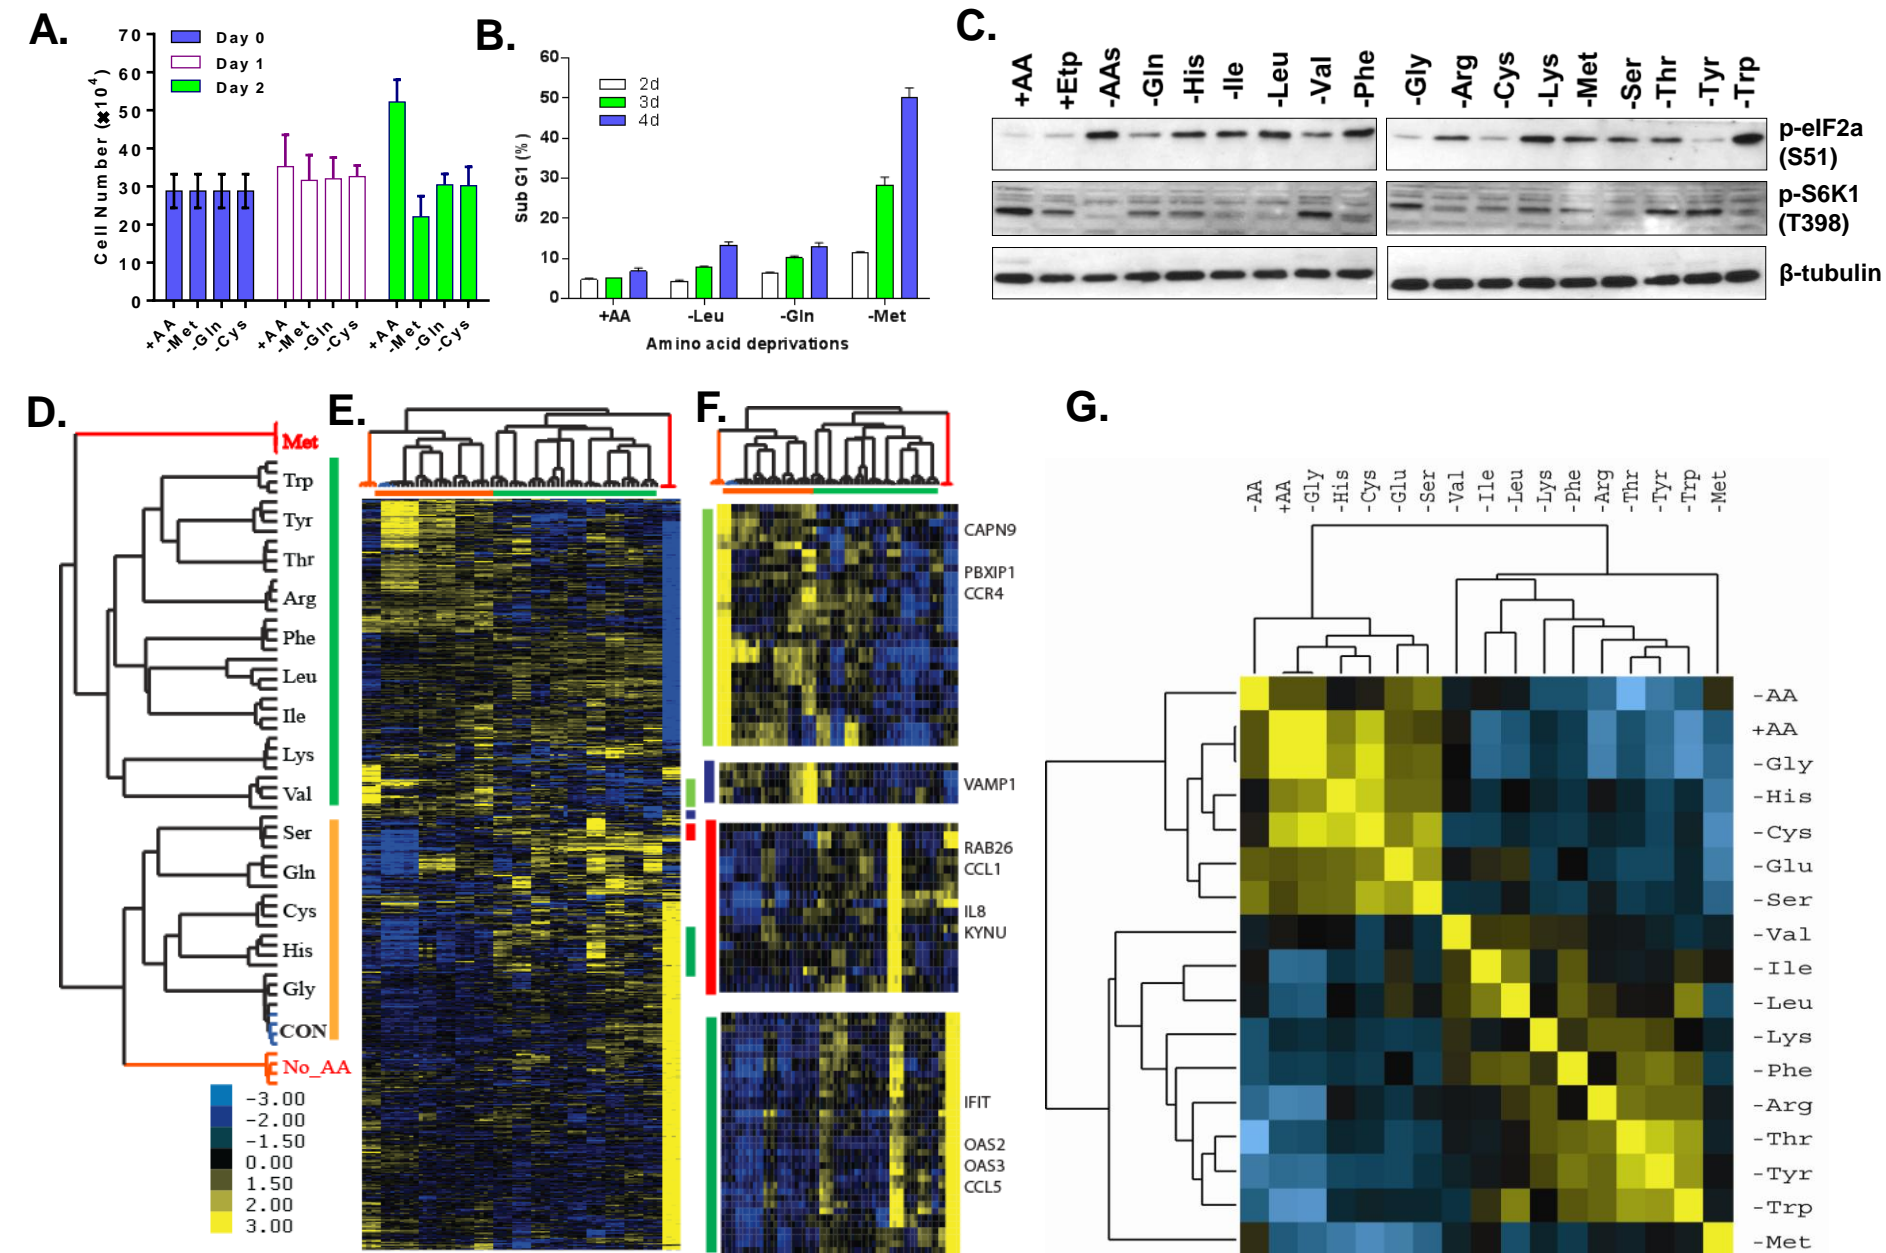 A.
70
60
50
40
30
20
10
0
Cell Number (✖10⁴)
Day 0
Day 1
Day 2
+AA
-Met
-Gln
-Cys
+AA
-Met
-Gln
-Cys
+AA
-Met
-Gln
-Cys
B.
60
50
40
30
20
10
0
Sub G1 (%)
2d
3d
4d
+AA
-Leu
-Gln
-Met
Amino acid deprivations
C.
+AA
+Etp
-AAs
-Gln
-His
-Ile
-Leu
-Val
-Phe
-Gly
-Arg
-Cys
-Lys
-Met
-Ser
-Thr
-Tyr
-Trp
p-eIF2a
(S51)
p-S6K1
(T398)
β-tubulin
D.
Met
Trp
Tyr
Thr
Arg
Phe
Leu
Ile
Lys
Val
Ser
Gln
Cys
His
Gly
CON
No_AA
-3.00
-2.00
-1.50
0.00
1.50
2.00
3.00
E.
F.
CAPN9
PBXIP1
CCR4
VAMP1
RAB26
CCL1
IL8
KYNU
IFIT
OAS2
OAS3
CCL5
G.
-AA
+AA
-Gly
-His
-Cys
-Glu
-Ser
-Val
-Ile
-Leu
-Lys
-Phe
-Arg
-Thr
-Tyr
-Trp
-Met
-AA
+AA
-Gly
-His
-Cys
-Glu
-Ser
-Val
-Ile
-Leu
-Lys
-Phe
-Arg
-Thr
-Tyr
-Trp
-Met